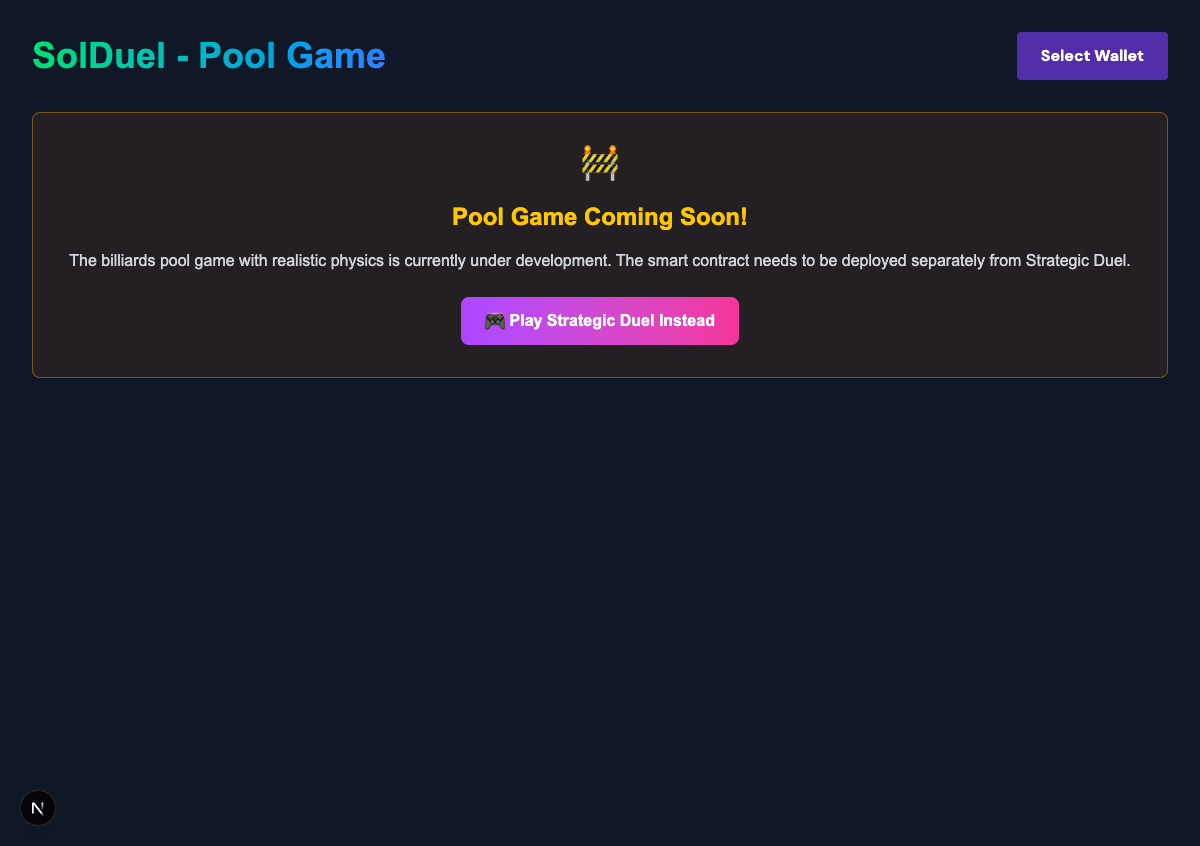 SolDuel - Pool Game
Select Wallet
🚧
Pool Game Coming Soon!
The billiards pool game with realistic physics is currently under development. The smart contract needs to be deployed separately from Strategic Duel.
🎮 Play Strategic Duel Instead
N